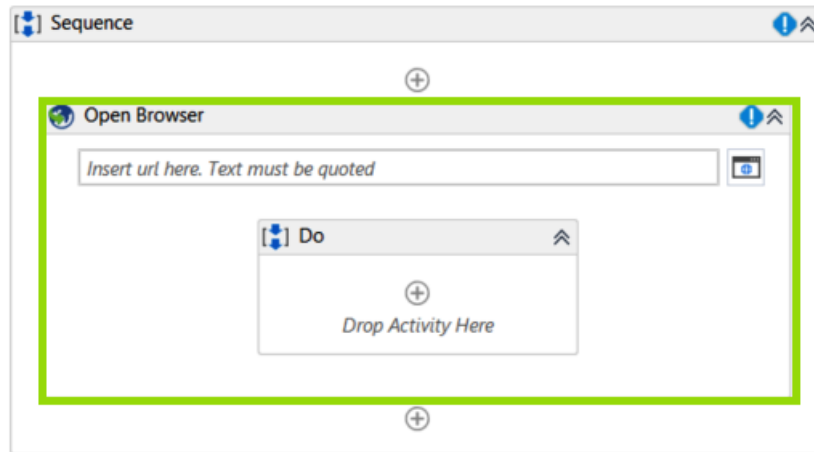 Sequence
Open Browser
Insert url here. Text must be quoted
Do
Drop Activity Here